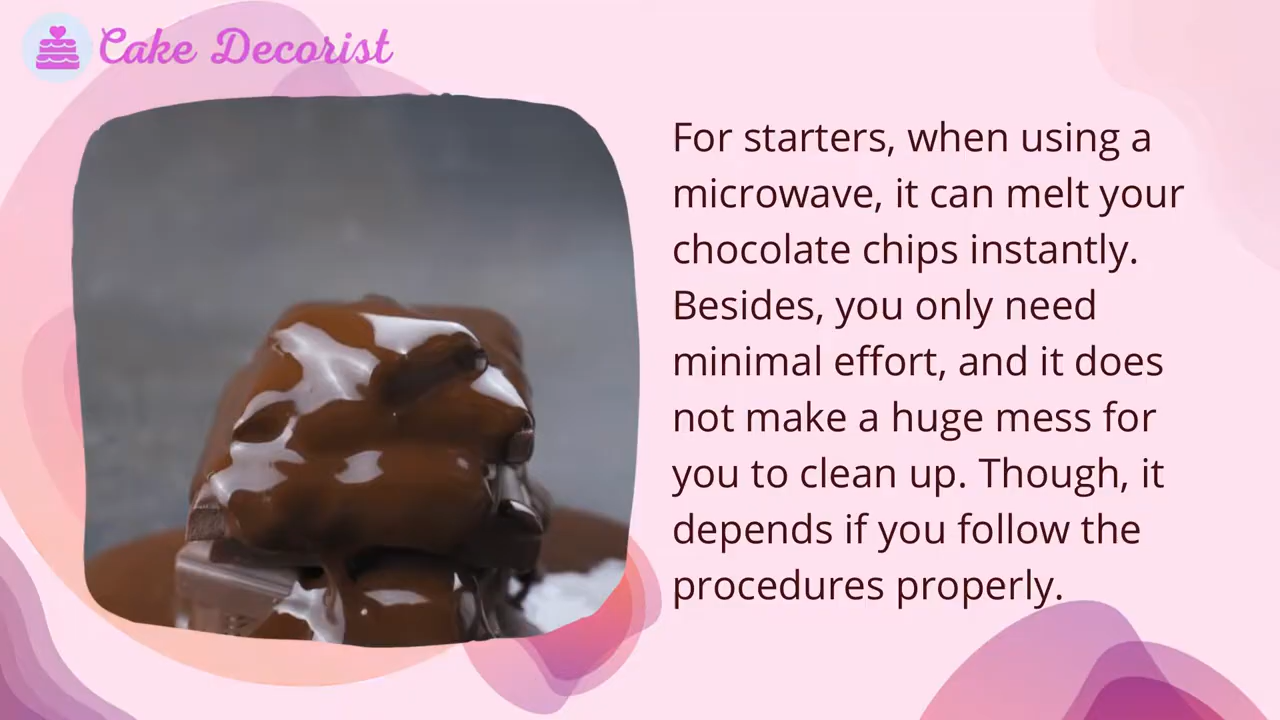 Cake Decorist
For starters, when using a
microwave, it can melt your
chocolate chips instantly.
Besides, you only need
minimal effort, and it does
not make a huge mess for
you to clean up. Though, it
depends if you follow the
procedures properly.